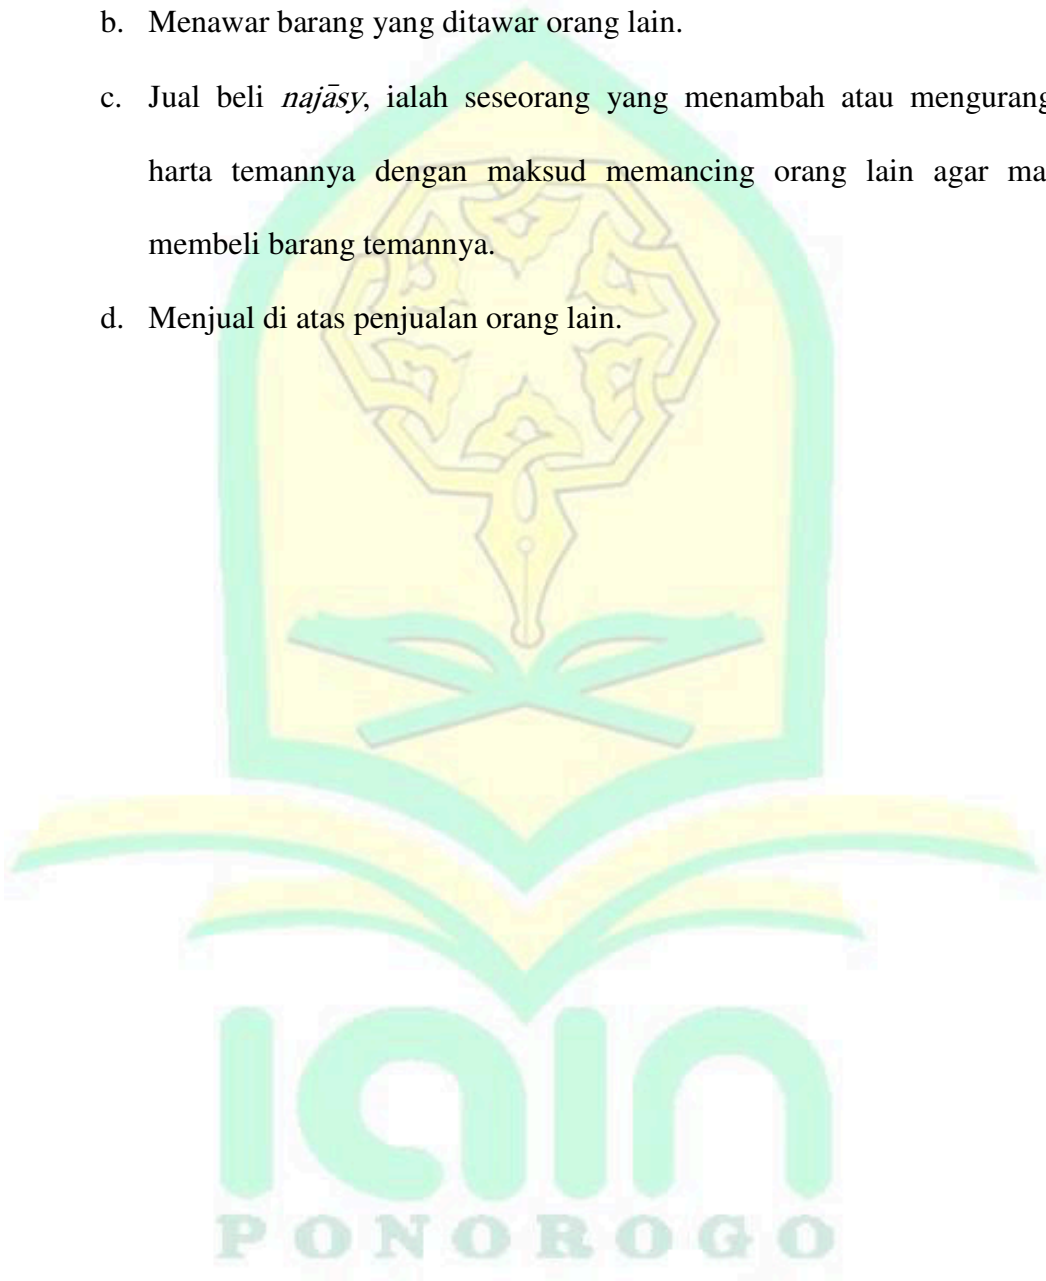 b. Menawar barang yang ditawar orang lain.
c. Jual beli najāsy, ialah seseorang yang menambah atau mengurang
harta temannya dengan maksud memancing orang lain agar ma
membeli barang temannya.
d. Menjual di atas penjualan orang lain.
iain
PONOROGO